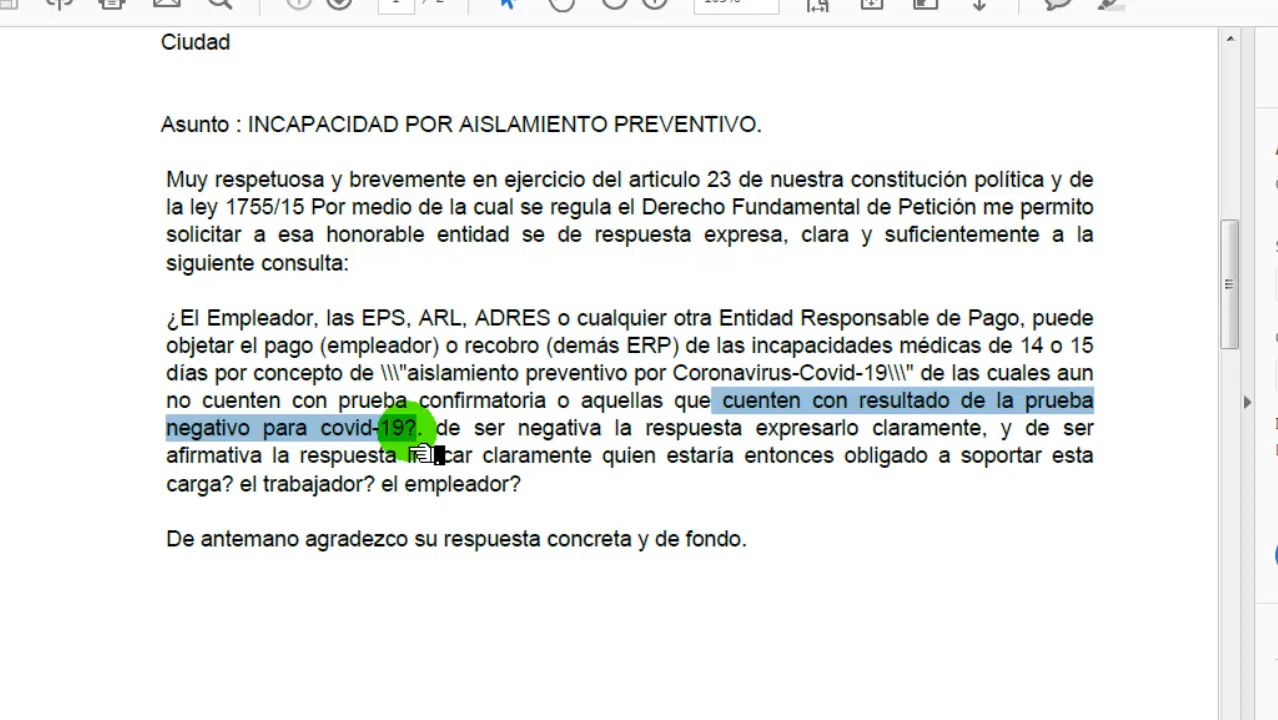 Ciudad
Asunto : INCAPACIDAD POR AISLAMIENTO PREVENTIVO.
Muy respetuosa y brevemente en ejercicio del articulo 23 de nuestra constitución política y de
la ley 1755/15 Por medio de la cual se regula el Derecho Fundamental de Petición me permito
solicitar a esa honorable entidad se de respuesta expresa, clara y suficientemente a la
siguiente consulta:
¿El Empleador, las EPS, ARL, ADRES o cualquier otra Entidad Responsable de Pago, puede
objetar el pago (empleador) o recobro (demás ERP) de las incapacidades médicas de 14 o 15
días por concepto de \\\"aislamiento preventivo por Coronavirus-Covid-19\\\" de las cuales aun
no cuenten con prueba confirmatoria o aquellas que cuenten con resultado de la prueba
negativo para covid-19?. de ser negativa la respuesta expresarlo claramente, y de ser
afirmativa la respuesta claramente quien estaría entonces obligado a soportar esta
carga? el trabajador? el empleador?
De antemano agradezco su respuesta concreta y de fondo.